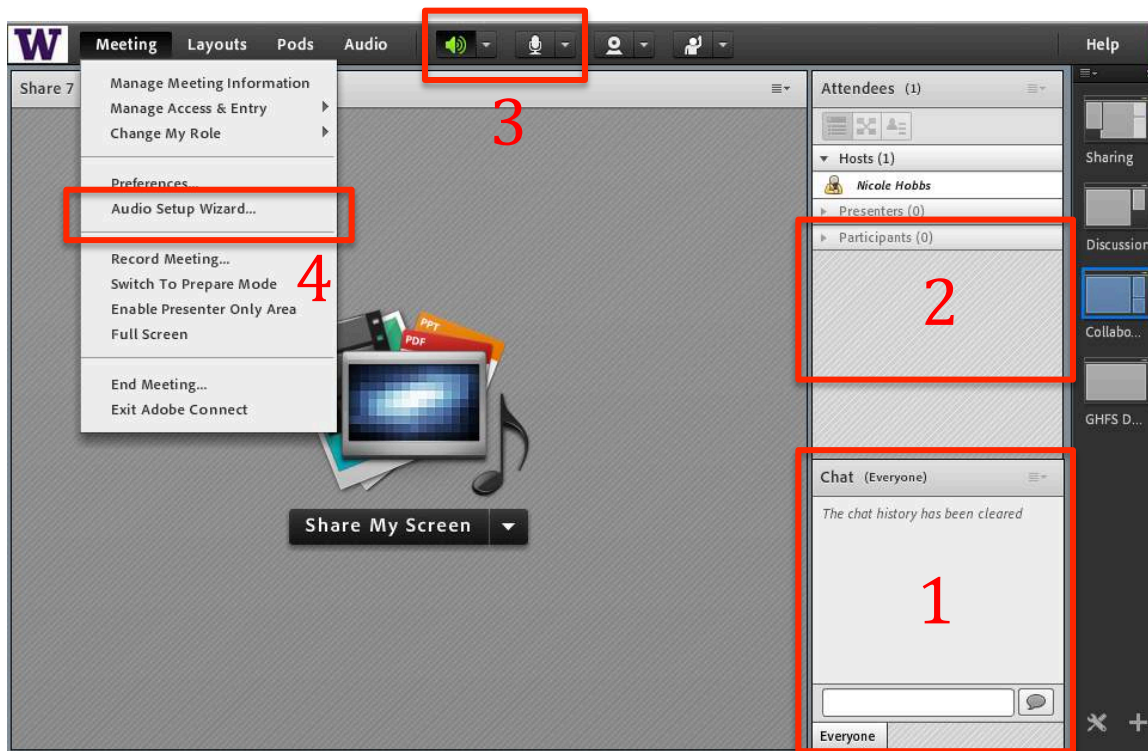 W Meeting Layouts Pods Audio Help
Share 7
Manage Meeting Information
Manage Access & Entry
Change My Role
Preferences...
Audio Setup Wizard...
Record Meeting...
Switch To Prepare Mode
Enable Presenter Only Area
Full Screen
End Meeting...
Exit Adobe Connect
3
4
PPT
PDF
Share My Screen
Attendees (1)
Hosts (1)
Nicole Hobbs
Presenters (0)
Participants (0)
2
Chat (Everyone)
The chat history has been cleared
1
Everyone
Sharing
Discussion
Collabo...
GHFS D...